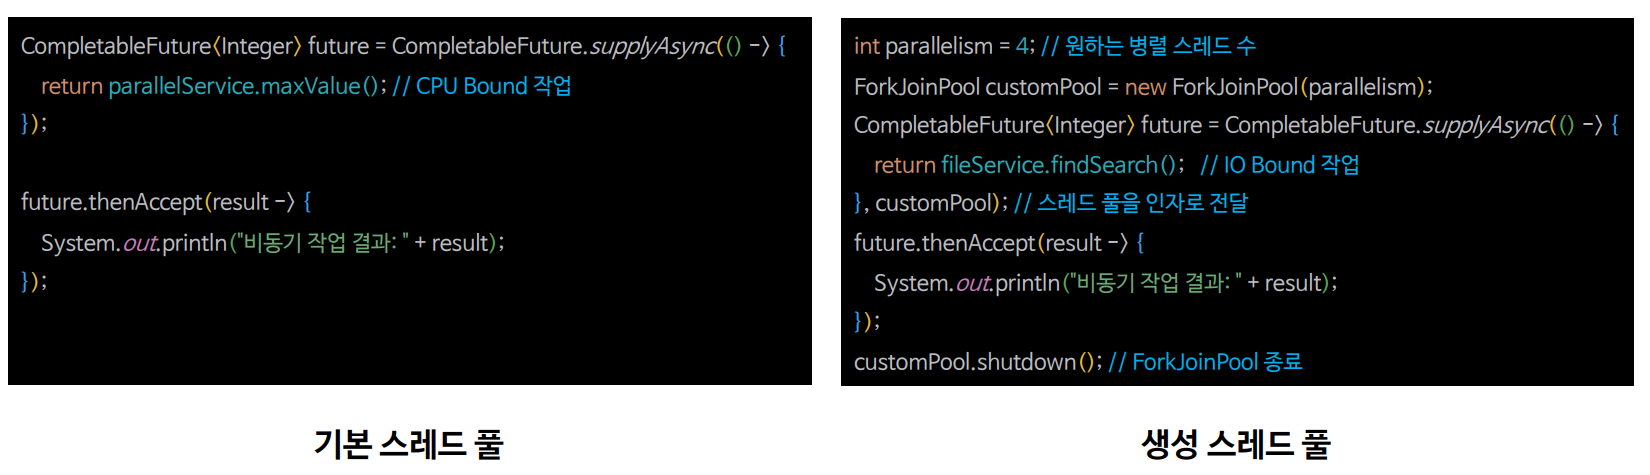 CompletableFuture<Integer> future = CompletableFuture.supplyAsync(() -> {
return parallelService.maxValue(); // CPU Bound 작업
});
future.thenAccept(result -> {
System.out.println("비동기 작업 결과: " + result);
});
기본 스레드 풀
int parallelism = 4; // 원하는 병렬 스레드 수
ForkJoinPool customPool = new ForkJoinPool(parallelism);
CompletableFuture<Integer> future = CompletableFuture.supplyAsync(() -> {
return fileService.findSearch(); // IO Bound 작업
}, customPool); // 스레드 풀을 인자로 전달
future.thenAccept(result -> {
System.out.println("비동기 작업 결과: " + result);
});
customPool.shutdown(); // ForkJoinPool 종료
생성 스레드 풀